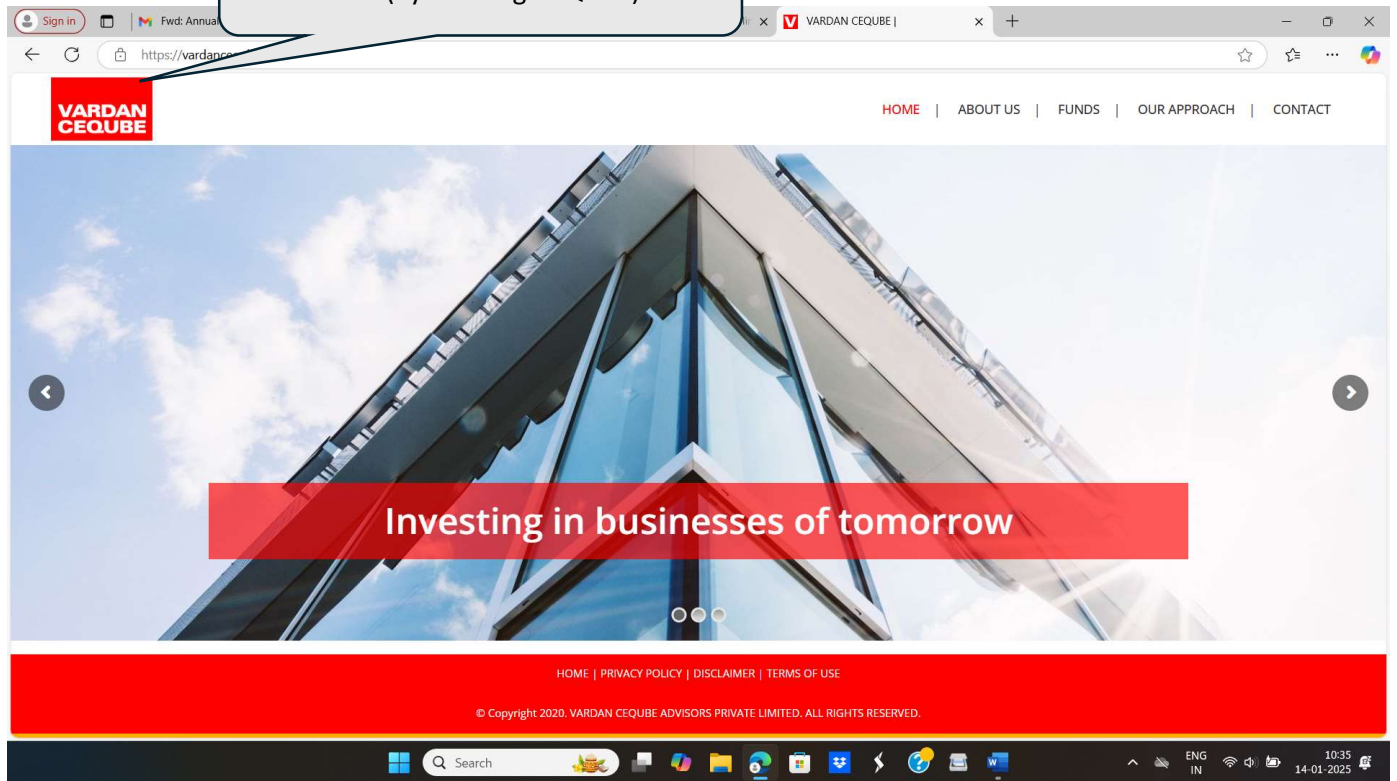 Sign in
Fwd: Annual
VARDAN CEQUBE |
https://vardance
VARDAN
CEQUBE
HOME | ABOUT US | FUNDS | OUR APPROACH | CONTACT
Investing in businesses of tomorrow
HOME | PRIVACY POLICY | DISCLAIMER | TERMS OF USE
© Copyright 2020. VARDAN CEQUBE ADVISORS PRIVATE LIMITED. ALL RIGHTS RESERVED.
Search
ENG
IN
10:35
14-01-2025